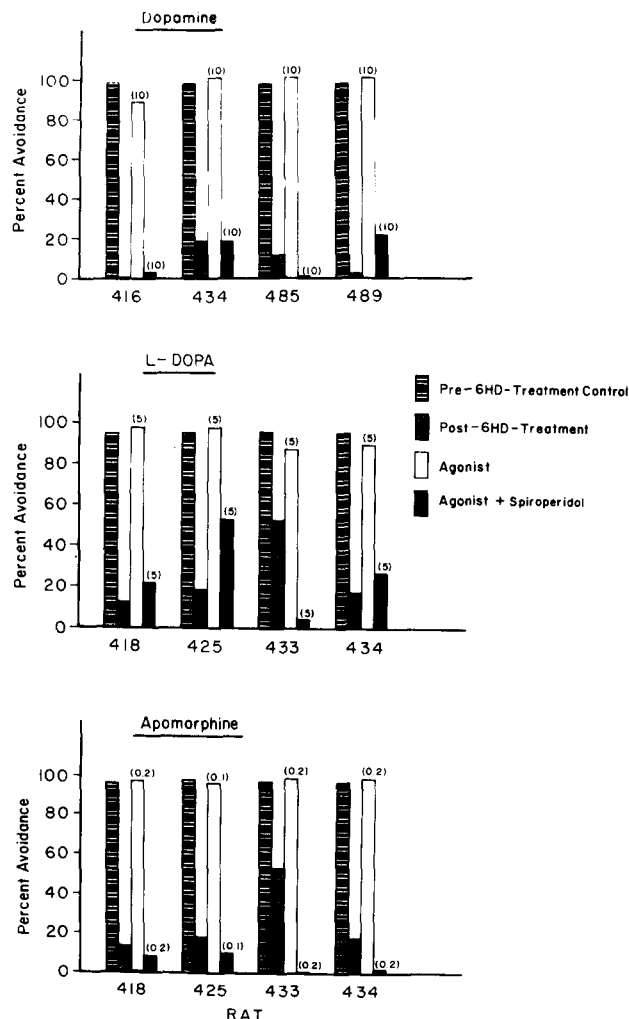 Dopamine
Percent Avoidance
100
80
60
40
20
0
(10) (10) (10) (10)
(10) (10) (10) (10)
416 434 485 489
L-DOPA
Percent Avoidance
100
80
60
40
20
0
(5) (5) (5) (5)
(5) (5) (5) (5)
418 425 433 434
Pre-6HD-Treatment Control
Post-6HD-Treatment
Agonist
Agonist + Spiroperidol
Apomorphine
Percent Avoidance
100
80
60
40
20
0
(0.2) (0.1) (0.2) (0.2)
(0.2) (0.1) (0.2) (0.2)
418 425 433 434
RAT